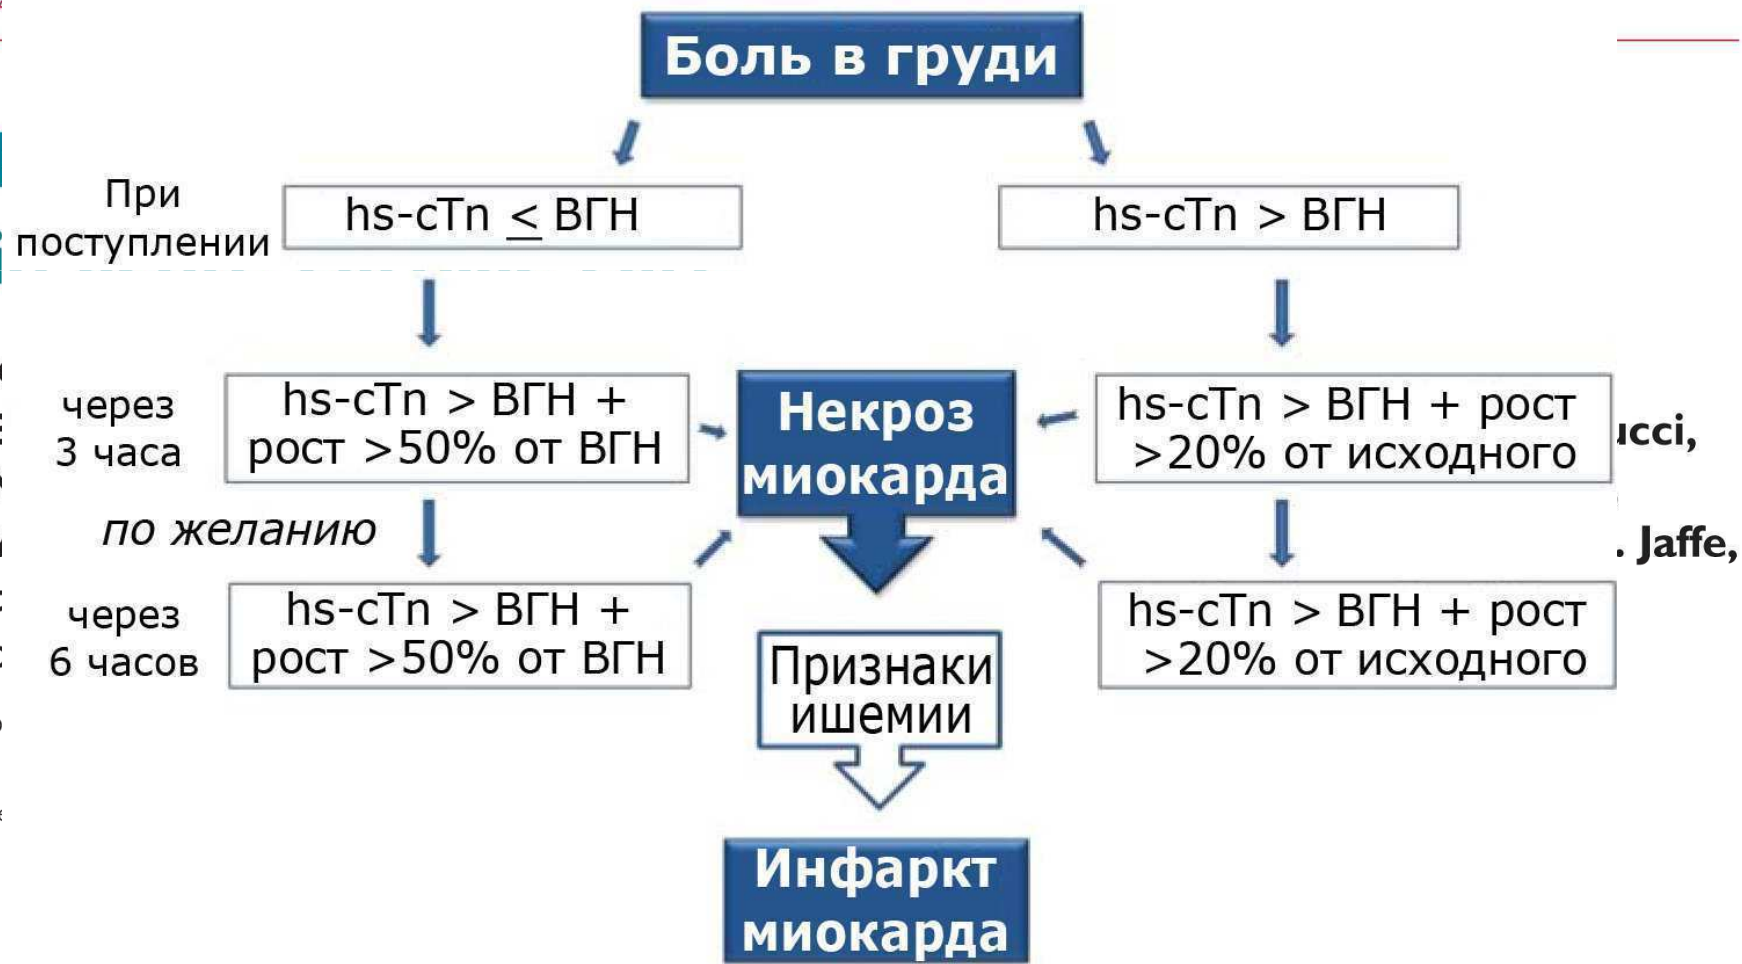 Боль в груди
При
поступлении
hs-cTn ≤ ВГН
hs-cTn > ВГН
через
3 часа
hs-cTn > ВГН +
рост >50% от ВГН
Некроз
миокарда
hs-cTn > ВГН + рост
>20% от исходного
по желанию
. Jaffe,
через
6 часов
hs-cTn > ВГН +
рост >50% от ВГН
Признаки
ишемии
hs-cTn > ВГН + рост
>20% от исходного
Инфаркт
миокарда